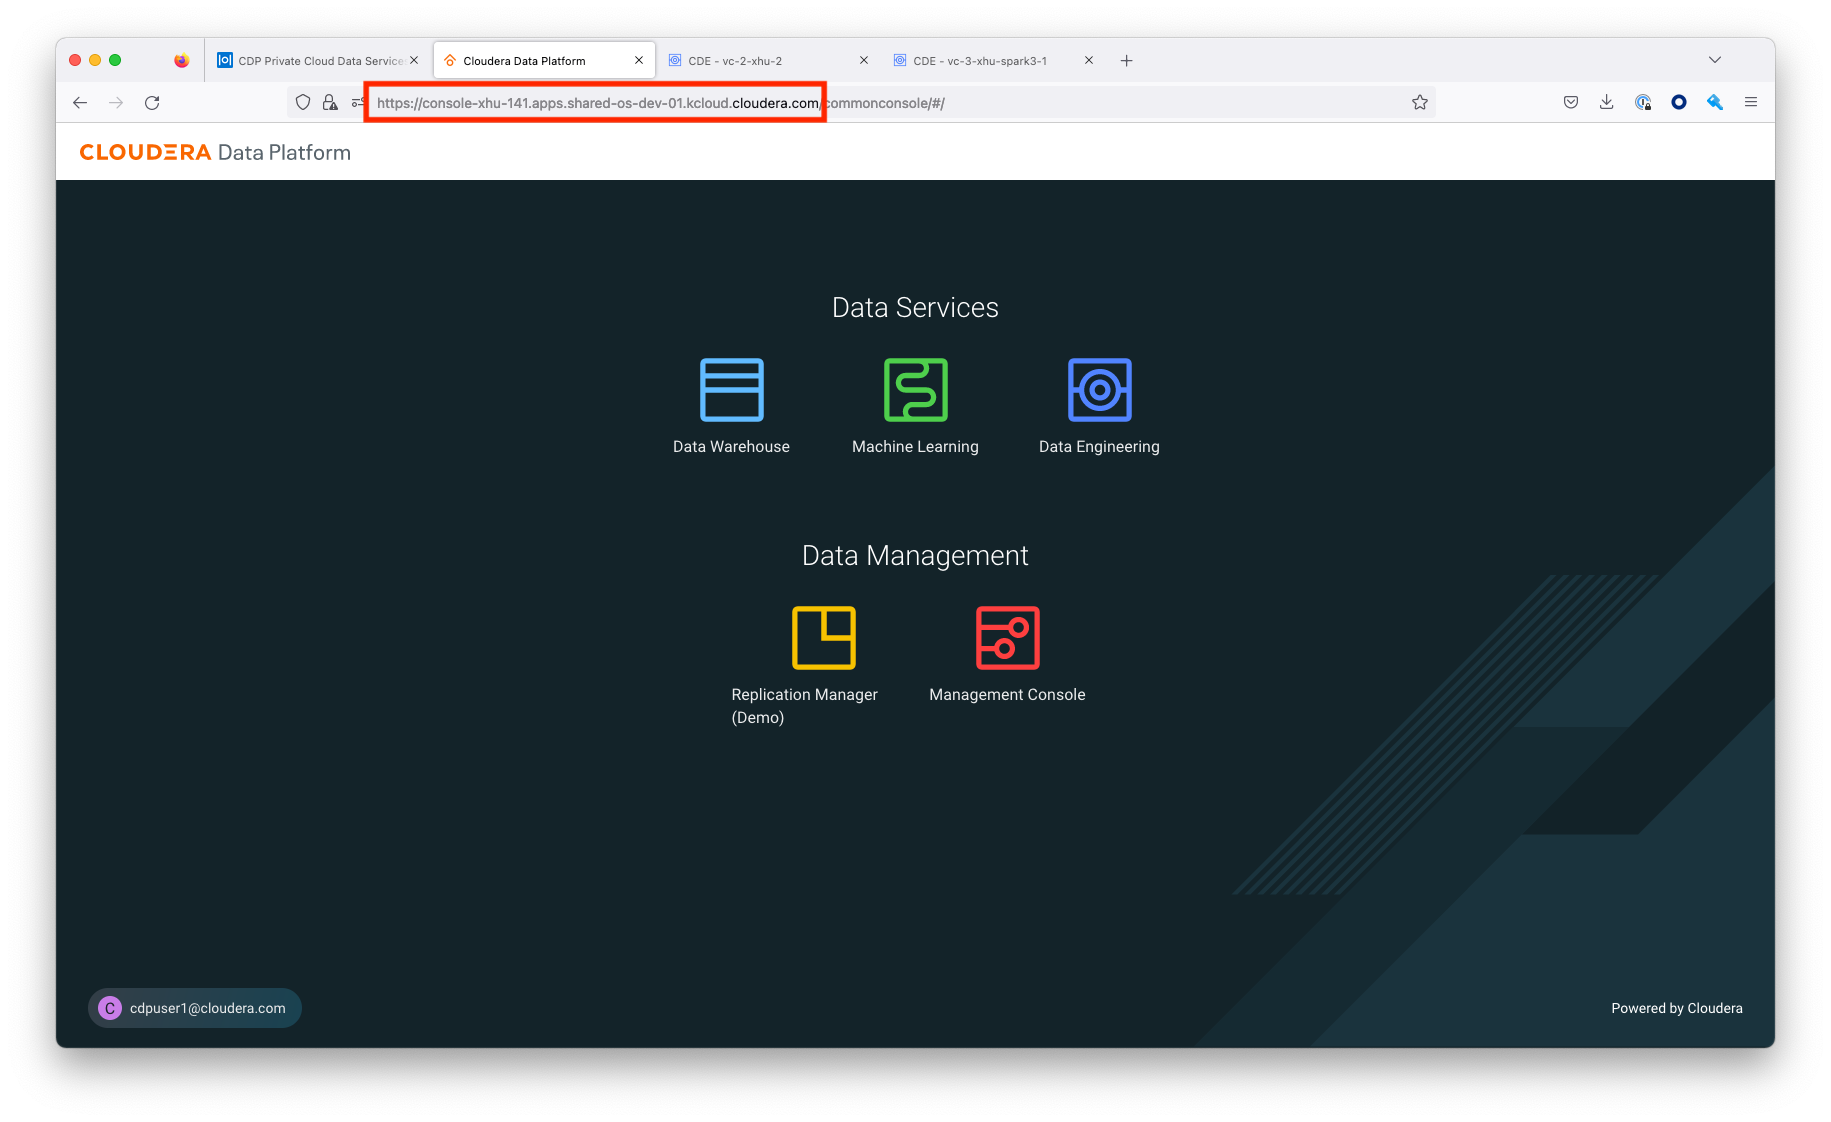 CDP Private Cloud Data Service
Cloudera Data Platform
CDE - vc-2-xhu-2
CDE - vc-3-xhu-spark3-1
https://console-xhu-141.apps.shared-os-dev-01.kcloud.cloudera.com/commonconsole/#/
CLOUDERA Data Platform
Data Services
Data Warehouse
Machine Learning
Data Engineering
Data Management
Replication Manager
(Demo)
Management Console
C
cdpuser1@cloudera.com
Powered by Cloudera